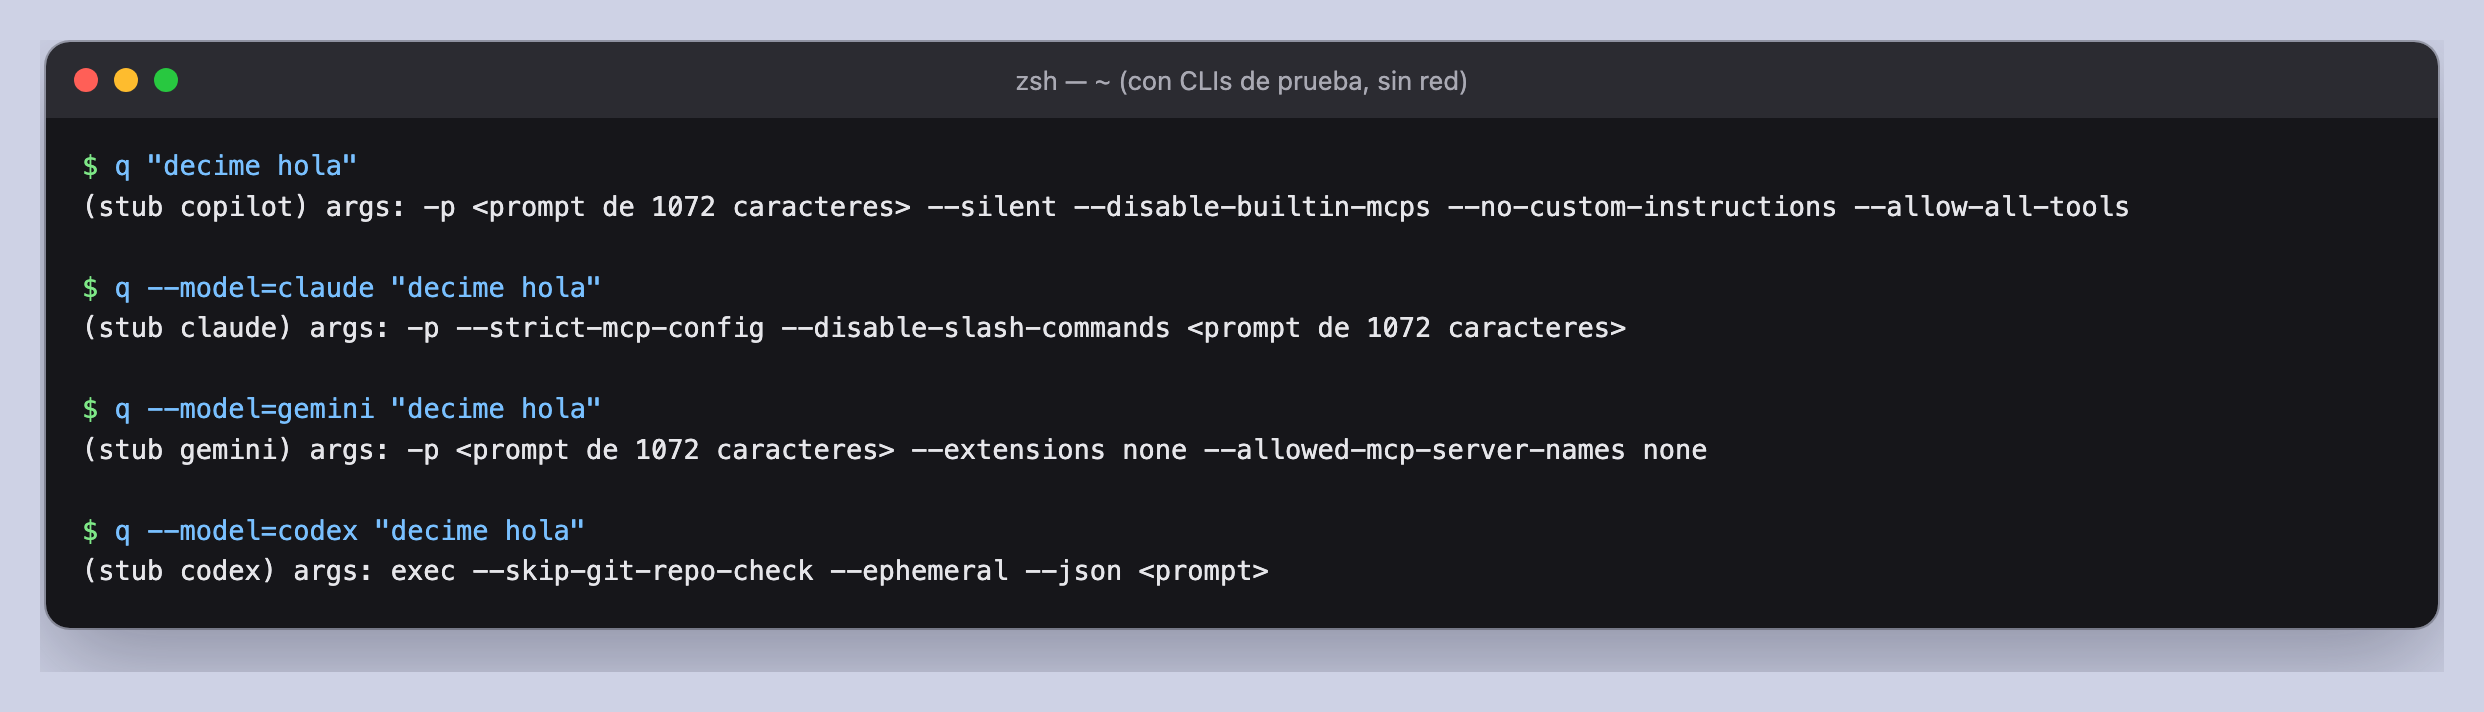 zsh — ~ (con CLIs de prueba, sin red)
$ q "decime hola"
(stub copilot) args: -p <prompt de 1072 caracteres> --silent --disable-builtin-mcps --no-custom-instructions --allow-all-tools
$ q --model=claude "decime hola"
(stub claude) args: -p --strict-mcp-config --disable-slash-commands <prompt de 1072 caracteres>
$ q --model=gemini "decime hola"
(stub gemini) args: -p <prompt de 1072 caracteres> --extensions none --allowed-mcp-server-names none
$ q --model=codex "decime hola"
(stub codex) args: exec --skip-git-repo-check --ephemeral --json <prompt>